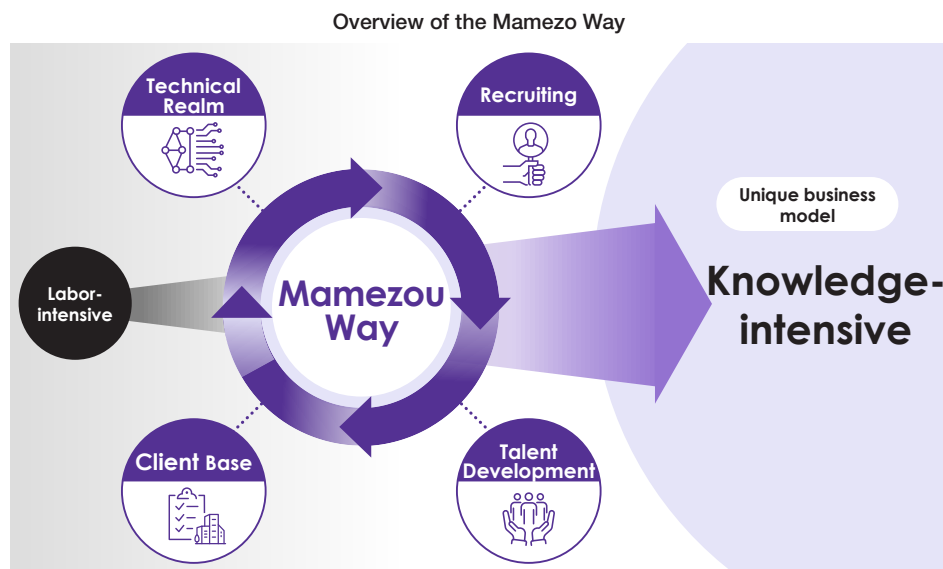 Overview of the Mamezo Way
Technical
Realm
Recruiting
Unique business
model
Labor-
intensive
Mamezou
Way
Knowledge-
intensive
Client Base
Talent
Development